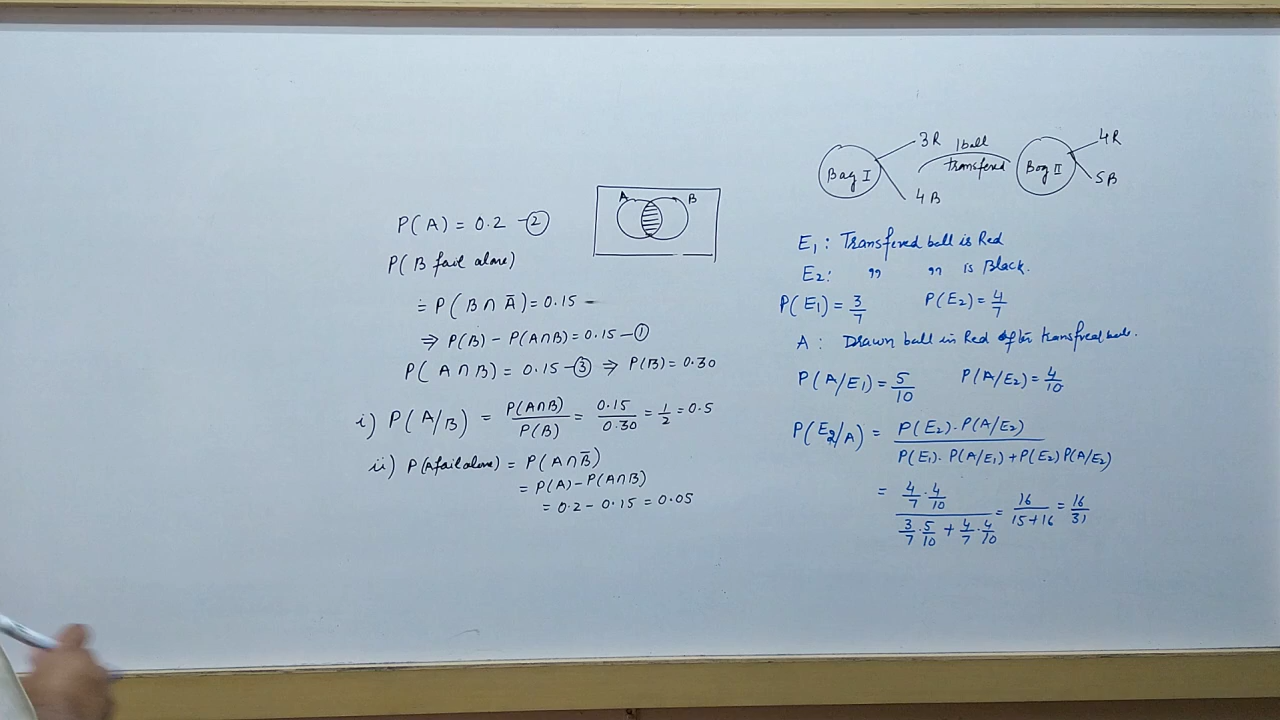 P(A) = 0.2 - ②
A B
P(B fail alone)
= P(B ∩ Ā) = 0.15 -
⇒ P(B) - P(A∩B) = 0.15 - ①
P(A∩B) = 0.15 - ③ ⇒ P(B) = 0.30
i) P(A/B) = P(A∩B)/P(B) = 0.15/0.30 = 1/2 = 0.5
ii) P(A fail alone) = P(A∩B̄)
= P(A) - P(A∩B)
= 0.2 - 0.15 = 0.05
Bag I 3R 4B 1 ball transfered Bag II 4R 5B
E₁ : Transfered ball is Red
E₂ : ,, ,, is Black.
P(E₁) = 3/7 P(E₂) = 4/7
A : Drawn ball is Red after
P(A/E₁) = 5/10 P(A/E₂) = 4/10
P(E₂/A) = P(E₂).P(A/E₂) / P(E₁).P(A/E₁)+P(E₂)P(A/E₂)
= 4/7 . 4/10 / 3/7 . 5/10 + 4/7 . 4/10 = 16/15+16 = 16/31